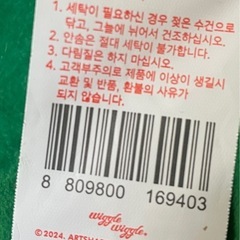 1. 세탁이 필요하신 경우 젖은 수건으로
닦고, 그늘에 뉘어서 건조하십시오.
2. 안솜은 절대 세탁이 불가합니다.
3. 다림질은 하지 마십시오.
4. 고객부주의로 제품에 이상이 생길시
교환 및 반품, 환불의 사유가
되지 않습니다.
8 809800 169403
wiggle
wiggle.
© 2024.